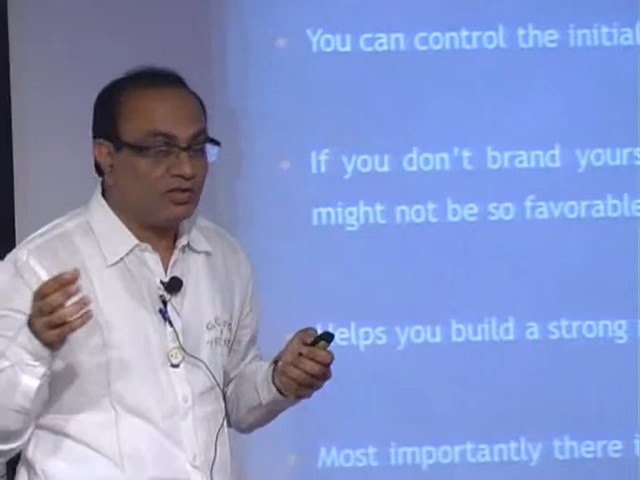 You can control the initial
If you don't brand yours
might not be so favorable
Helps you build a strong
Most importantly there i